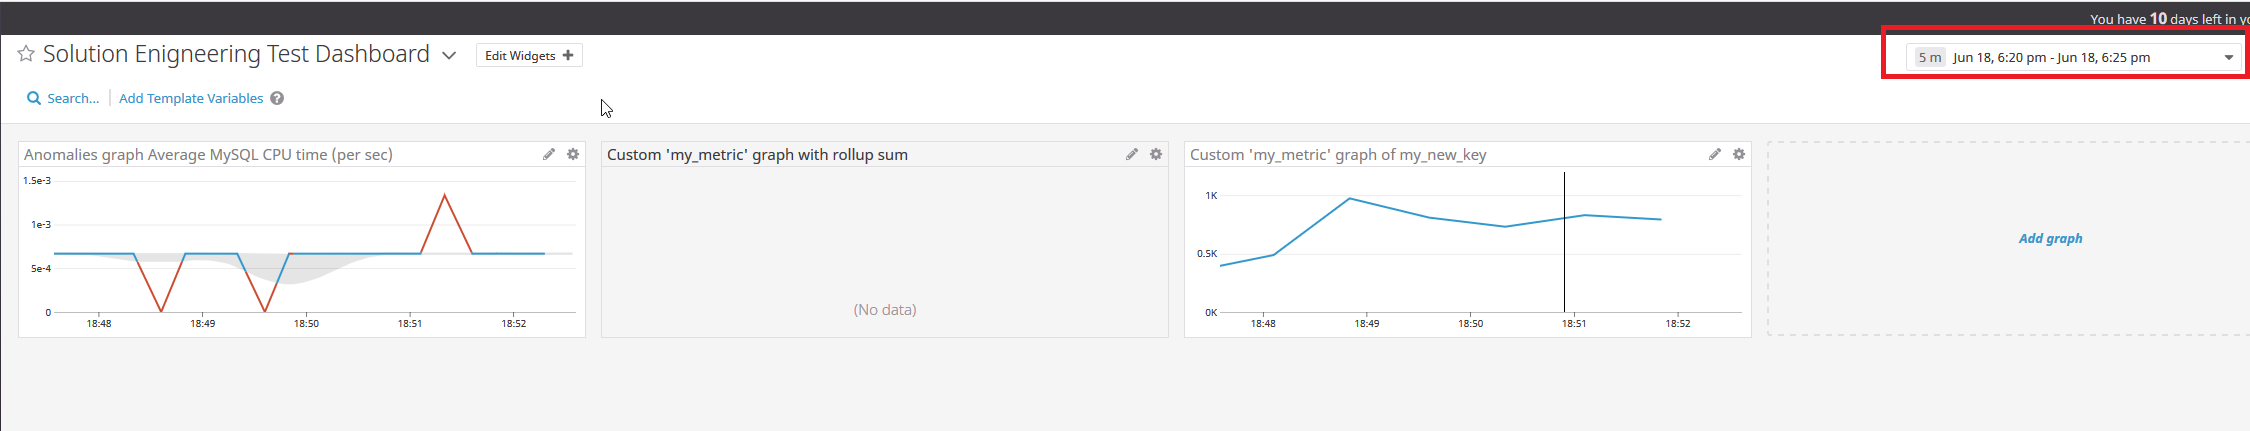 You have 10 days left in
Solution Enigneering Test Dashboard
Edit Widgets +
5 m Jun 18, 6:20 pm - Jun 18, 6:25 pm
Search...
Add Template Variables ?
Anomalies graph Average MySQL CPU time (per sec)
1.5e-3
1e-3
5e-4
0
18:48 18:49 18:50 18:51 18:52
Custom 'my_metric' graph with rollup sum
(No data)
Custom 'my_metric' graph of my_new_key
1K
0.5K
0K
18:48 18:49 18:50 18:51 18:52
Add graph